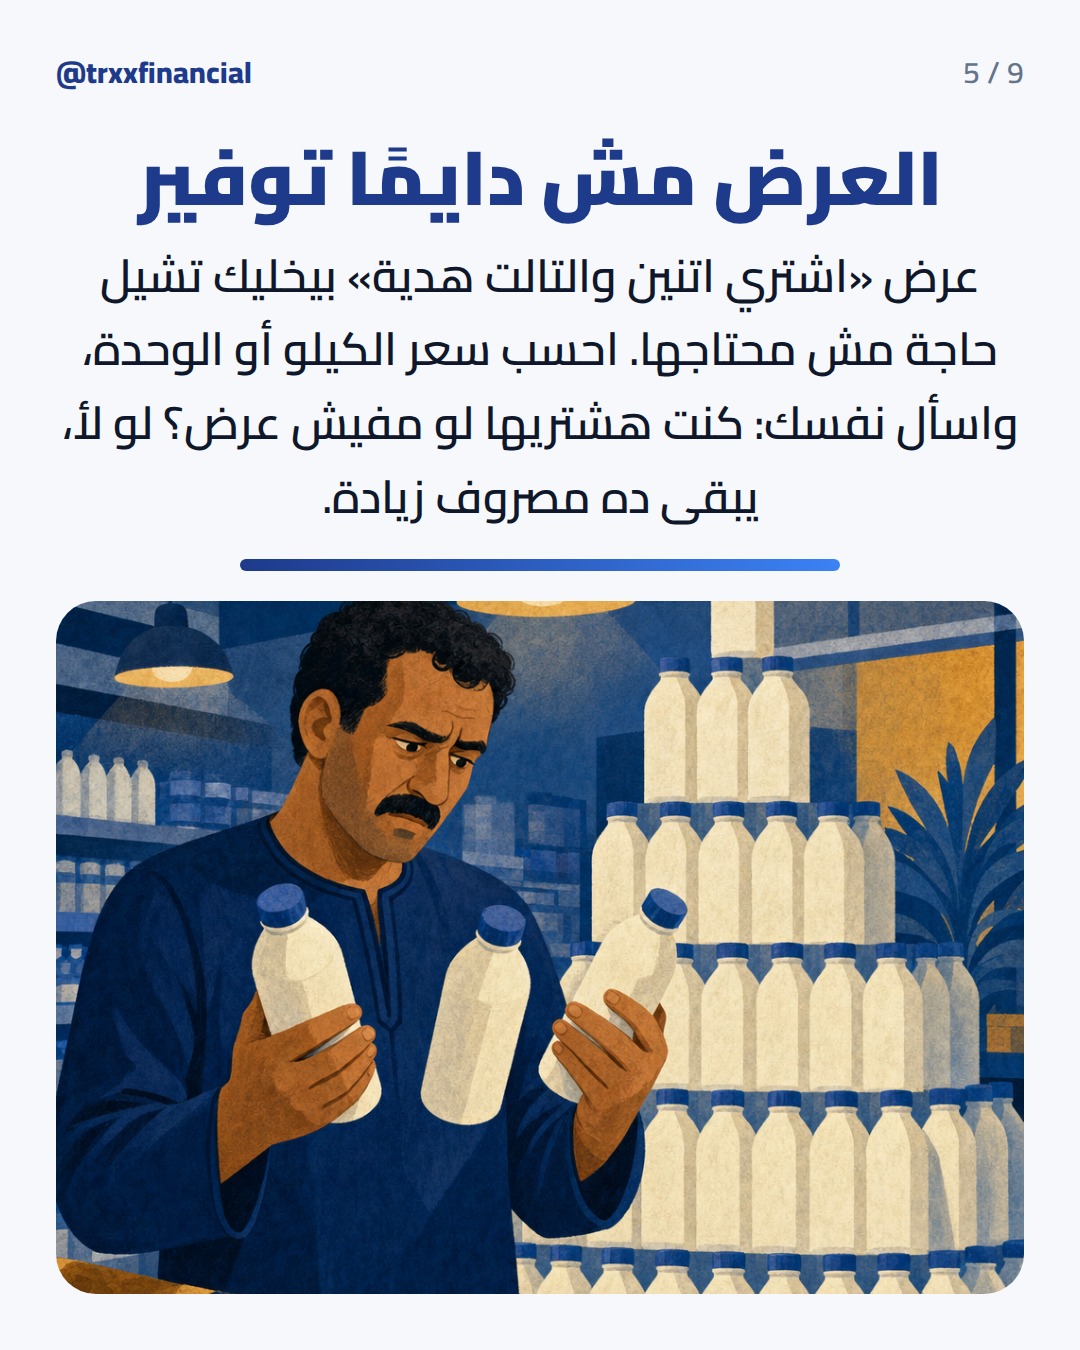 @trxxfinancial
5 / 9
العرض مش دايمًا توفير
عرض «اشتري اتنين والتالت هدية» بيخليك تشيل
حاجة مش محتاجها. احسب سعر الكيلو أو الوحدة،
واسأل نفسك: كنت هشتريها لو مفيش عرض؟ لو لأ،
يبقى ده مصروف زيادة.